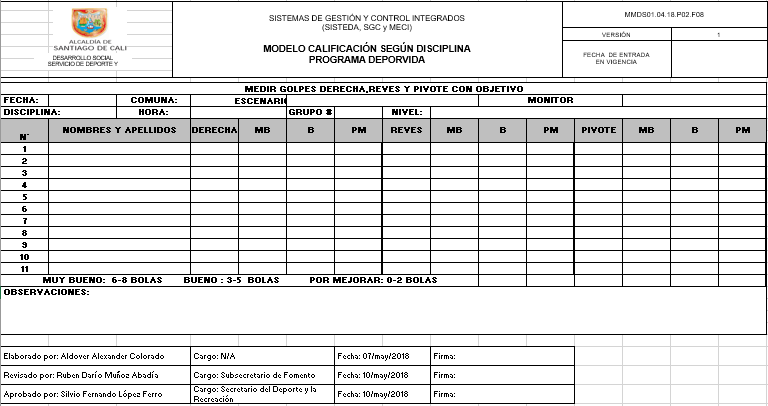 ALCALDÍA DE
SANTIAGO DE CALI
DESARROLLO SOCIAL
SERVICIO DE DEPORTE Y
SISTEMAS DE GESTIÓN Y CONTROL INTEGRADOS
(SISTEDA, SGC y MECI)
MODELO CALIFICACIÓN SEGÚN DISCIPLINA
PROGRAMA DEPORVIDA
MMDS01.04.18.P02.F08
VERSIÓN 1
FECHA DE ENTRADA
EN VIGENCIA
MEDIR GOLPES DERECHA,REVES Y PIVOTE CON OBJETIVO
FECHA: COMUNA: ESCENARI MONITOR
DISCIPLINA: HORA: GRUPO # NIVEL:
N° NOMBRES Y APELLIDOS DERECHA MB B PM REVES MB B PM PIVOTE MB B PM
1
2
3
4
5
6
7
8
9
10
11
MUY BUENO: 6-8 BOLAS BUENO : 3-5 BOLAS POR MEJORAR: 0-2 BOLAS
OBSERVACIONES:
Elaborado por: Aldover Alexander Colorado Cargo: N/A Fecha: 07/may/2018 Firma:
Revisado por: Ruben Darío Muñoz Abadía Cargo: Subsecretario de Fomento Fecha: 10/may/2018 Firma:
Aprobado por: Silvio Fernando López Ferro Cargo: Secretario del Deporte y la Recreación Fecha: 10/may/2018 Firma: